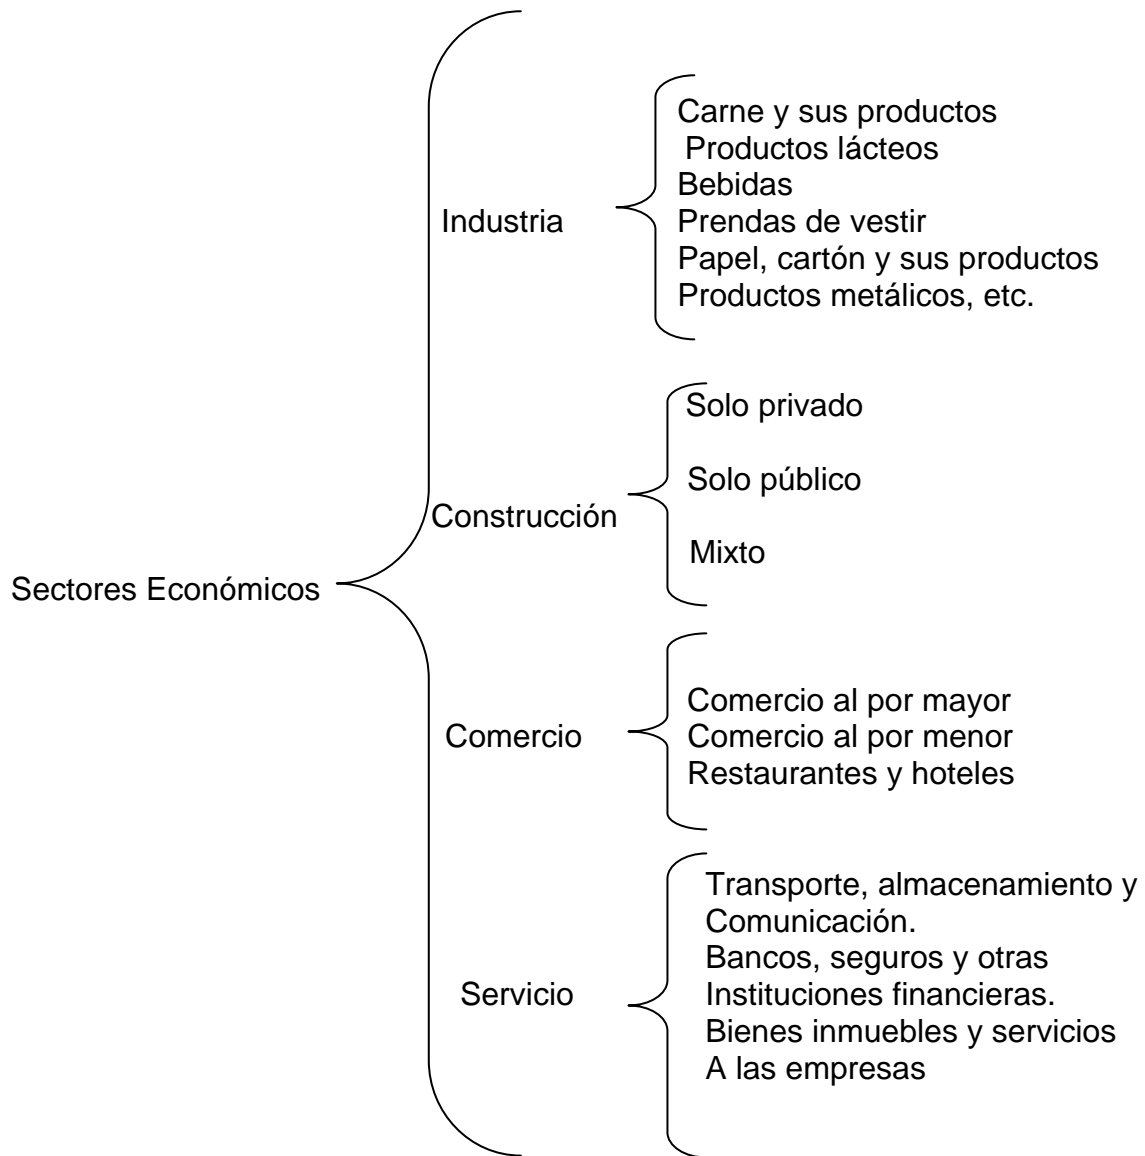 Sectores Económicos
Industria
Carne y sus productos
Productos lácteos
Bebidas
Prendas de vestir
Papel, cartón y sus productos
Productos metálicos, etc.
Construcción
Solo privado
Solo público
Mixto
Comercio
Comercio al por mayor
Comercio al por menor
Restaurantes y hoteles
Servicio
Transporte, almacenamiento y
Comunicación.
Bancos, seguros y otras
Instituciones financieras.
Bienes inmuebles y servicios
A las empresas